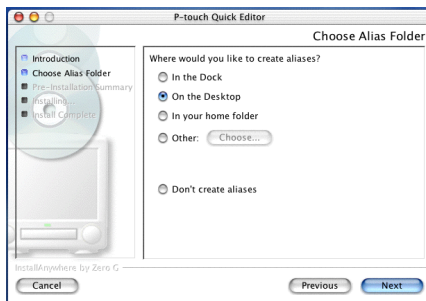 P-touch Quick Editor
Choose Alias Folder
Introduction
Choose Alias Folder
Pre-Installation Summary
Installing...
Install Complete
Where would you like to create aliases?
In the Dock
On the Desktop
In your home folder
Other: Choose...
Don't create aliases
InstallAnywhere by Zero G
Cancel
Previous
Next